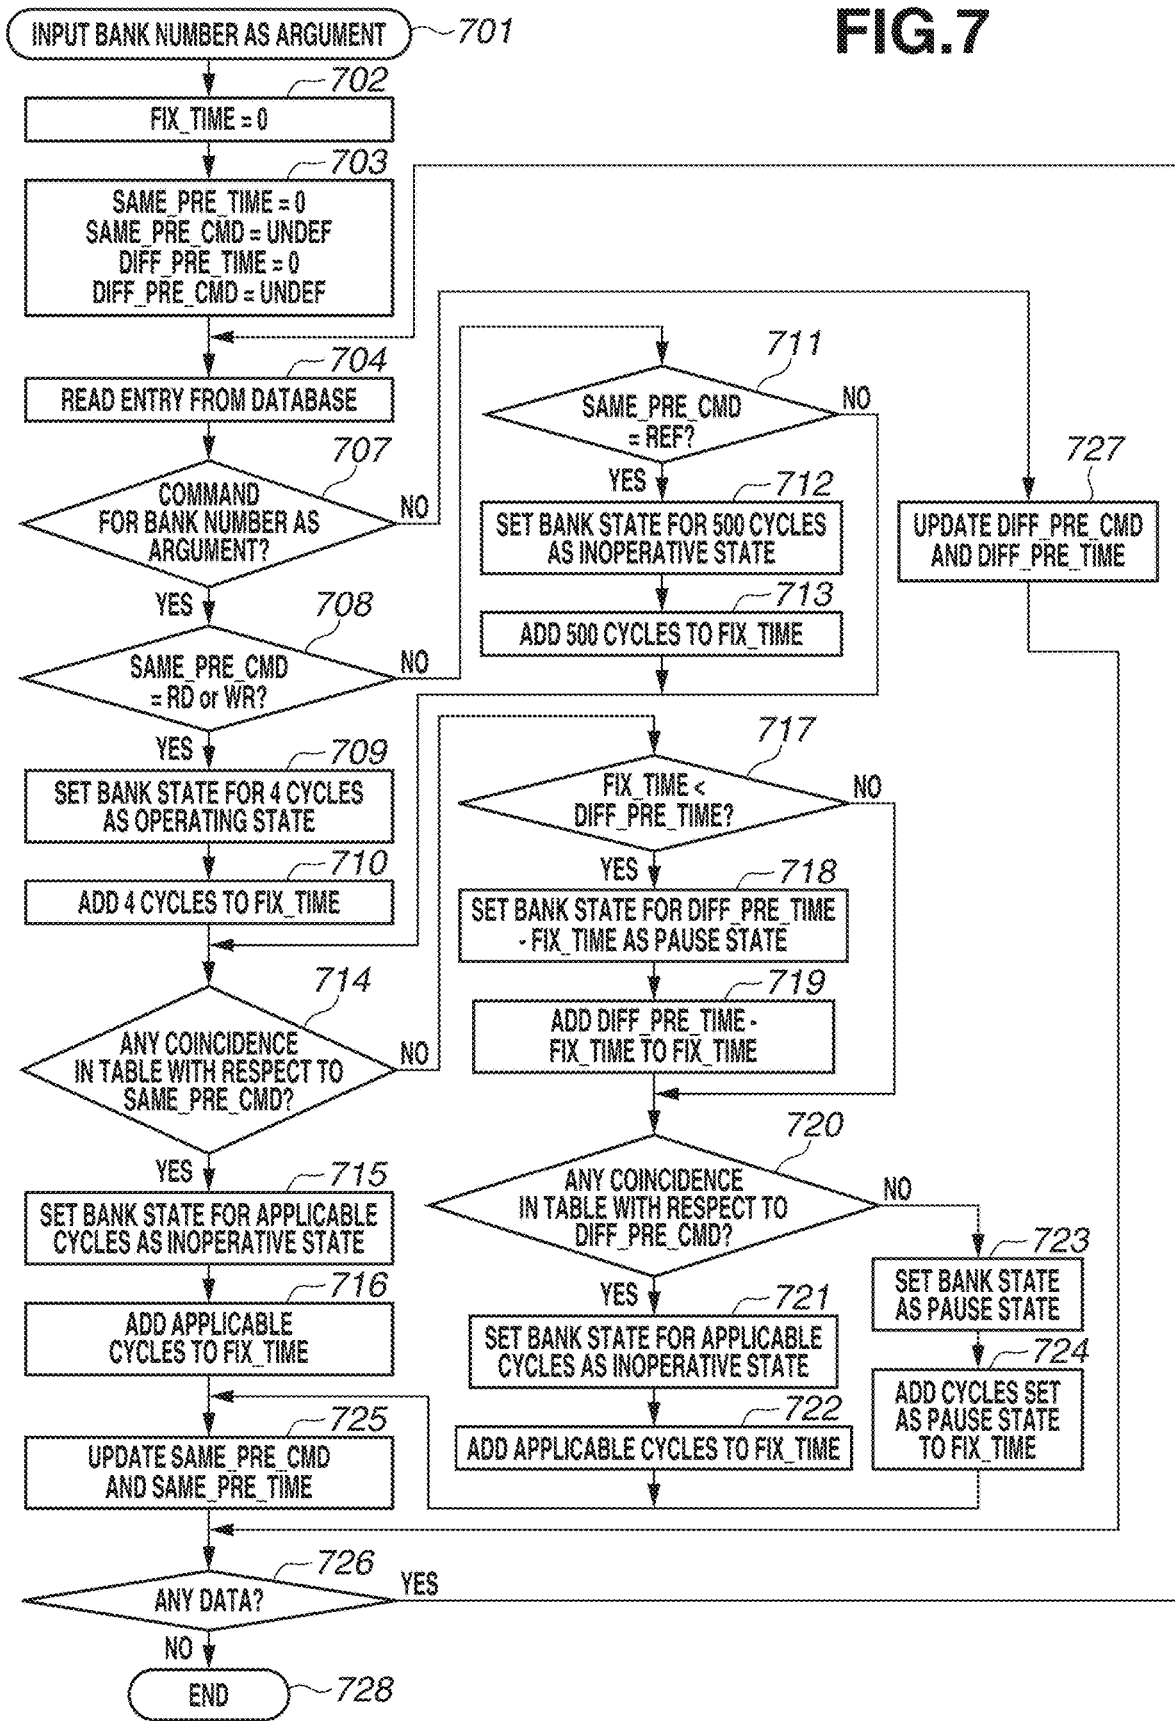 FIG.7
INPUT BANK NUMBER AS ARGUMENT
701
702
FIX_TIME = 0
703
SAME_PRE_TIME = 0
SAME_PRE_CMD = UNDEF
DIFF_PRE_TIME = 0
DIFF_PRE_CMD = UNDEF
704
READ ENTRY FROM DATABASE
707
COMMAND
FOR BANK NUMBER AS
ARGUMENT?
NO
YES
708
SAME_PRE_CMD
= RD or WR?
NO
YES
709
SET BANK STATE FOR 4 CYCLES
AS OPERATING STATE
710
ADD 4 CYCLES TO FIX_TIME
711
SAME_PRE_CMD
= REF?
NO
YES
712
SET BANK STATE FOR 500 CYCLES
AS INOPERATIVE STATE
713
ADD 500 CYCLES TO FIX_TIME
727
UPDATE DIFF_PRE_CMD
AND DIFF_PRE_TIME
714
ANY COINCIDENCE
IN TABLE WITH RESPECT TO
SAME_PRE_CMD?
NO
YES
715
SET BANK STATE FOR APPLICABLE
CYCLES AS INOPERATIVE STATE
716
ADD APPLICABLE
CYCLES TO FIX_TIME
717
FIX_TIME <
DIFF_PRE_TIME?
NO
YES
718
SET BANK STATE FOR DIFF_PRE_TIME
- FIX_TIME AS PAUSE STATE
719
ADD DIFF_PRE_TIME -
FIX_TIME TO FIX_TIME
720
ANY COINCIDENCE
IN TABLE WITH RESPECT TO
DIFF_PRE_CMD?
NO
YES
721
SET BANK STATE FOR APPLICABLE
CYCLES AS INOPERATIVE STATE
722
ADD APPLICABLE CYCLES TO FIX_TIME
723
SET BANK STATE
AS PAUSE STATE
724
ADD CYCLES SET
AS PAUSE STATE
TO FIX_TIME
725
UPDATE SAME_PRE_CMD
AND SAME_PRE_TIME
726
ANY DATA?
YES
NO
END
728